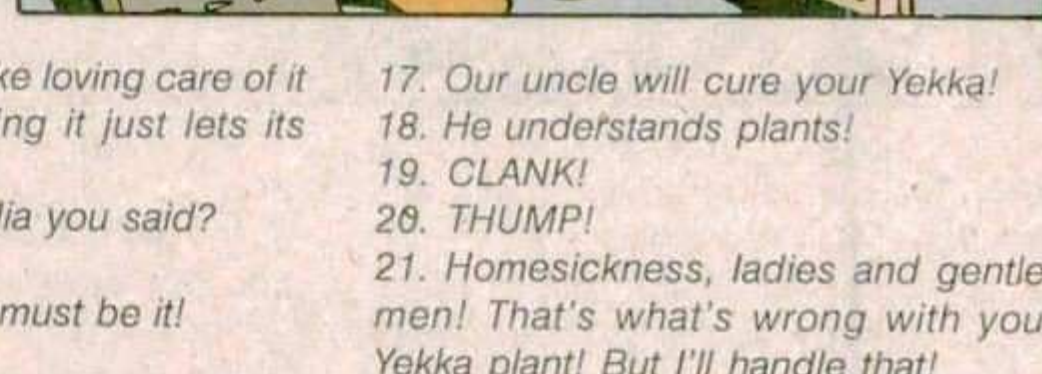 ke loving care of it
ing it just lets its
lia you said?
must be it!
17. Our uncle will cure your Yekka!
18. He understands plants!
19. CLANK!
20. THUMP!
21. Homesickness, ladies and gentle
men! That's what's wrong with you
Yekka plant! But I'll handle that!